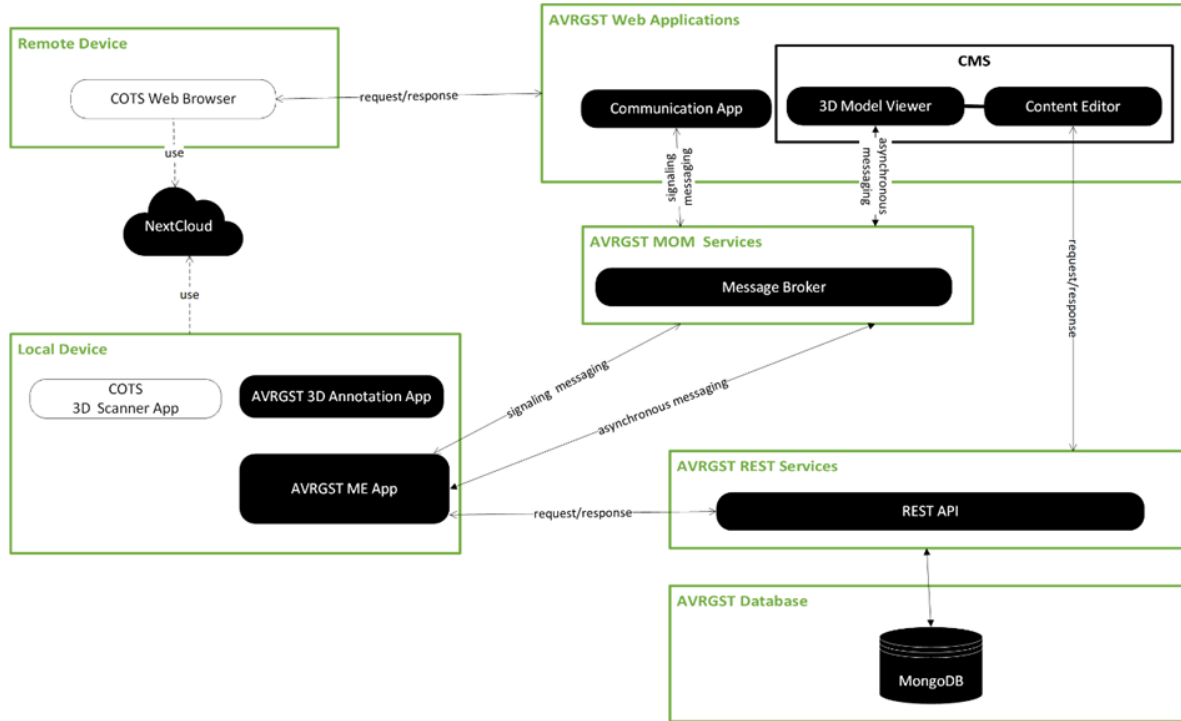 Remote Device
COTS Web Browser
request/response
use
NextCloud
use
AVRGST Web Applications
CMS
Communication App
3D Model Viewer
Content Editor
signaling
messaging
asynchronous
messaging
request/response
AVRGST MOM Services
Message Broker
Local Device
COTS
3D Scanner App
AVRGST 3D Annotation App
AVRGST ME App
signaling messaging
asynchronous messaging
request/response
AVRGST REST Services
REST API
AVRGST Database
MongoDB